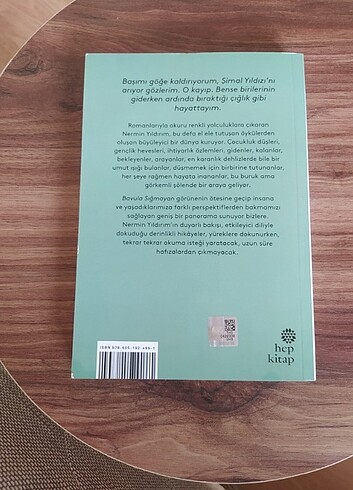 Başımı göğe kaldırıyorum, Şimal Yıldızı'nı
arıyor gözlerim. O kayıp. Bense birilerinin
giderken ardında bıraktığı çığlık gibi
hayattayım.
Romanlarıyla okuru renkli yolculuklara çıkaran
Nermin Yıldırım, bu defa el ele tutuşan öykülerden
oluşan büyüleyici bir dünya kuruyor. Çocukluk düşleri,
gençlik hevesleri, ihtiyarlık özlemleri, gidenler, kalanlar,
bekleyenler, arayanlar, en karanlık dehlizlerde bile bir
umut ışığı bulanlar, düşmemek için birbirine tutunanlar,
her şeye rağmen hayata inananlar, bu buruk ama
görkemli şölende bir araya geliyor.
Bavula Sığmayan görünenin ötesine geçip insana
ve yaşadıklarımıza farklı perspektiflerden bakmamızı
sağlayan geniş bir panorama sunuyor bizlere.
Nermin Yıldırım'ın duyarlı bakışı, etkileyici diliyle
dokuduğu derinlikli hikâyeler, yüreklere dokunurken,
tekrar tekrar okuma isteği yaratacak, uzun süre
hafızalardan çıkmayacak.
hep
kitap